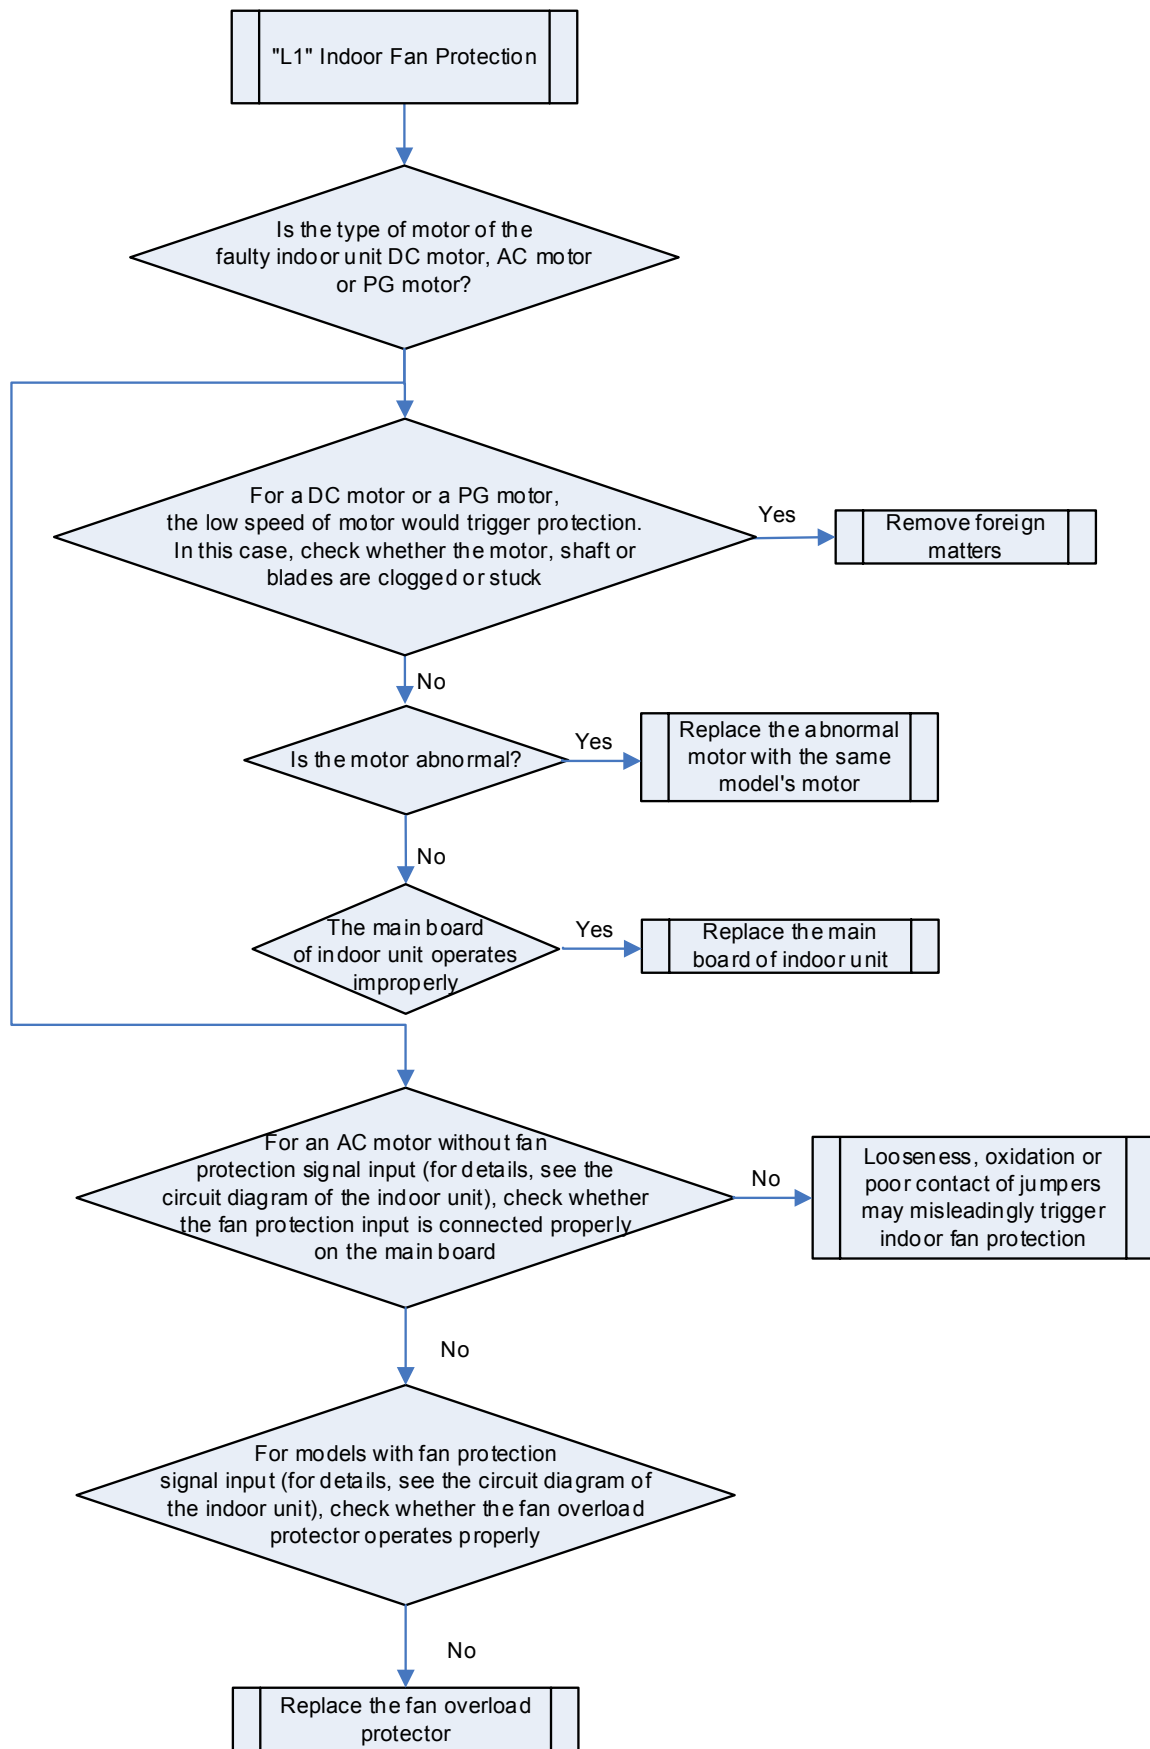 "L1" Indoor Fan Protection
Is the type of motor of the
faulty indoor unit DC motor, AC motor
or PG motor?
For a DC motor or a PG motor,
the low speed of motor would trigger protection.
In this case, check whether the motor, shaft or
blades are clogged or stuck
Yes
Remove foreign
matters
No
Is the motor abnormal?
Yes
Replace the abnormal
motor with the same
model's motor
No
The main board
of indoor unit operates
improperly
Yes
Replace the main
board of indoor unit
For an AC motor without fan
protection signal input (for details, see the
circuit diagram of the indoor unit), check whether
the fan protection input is connected properly
on the main board
No
Looseness, oxidation or
poor contact of jumpers
may misleadingly trigger
indoor fan protection
No
For models with fan protection
signal input (for details, see the circuit diagram of
the indoor unit), check whether the fan overload
protector operates properly
No
Replace the fan overload
protector